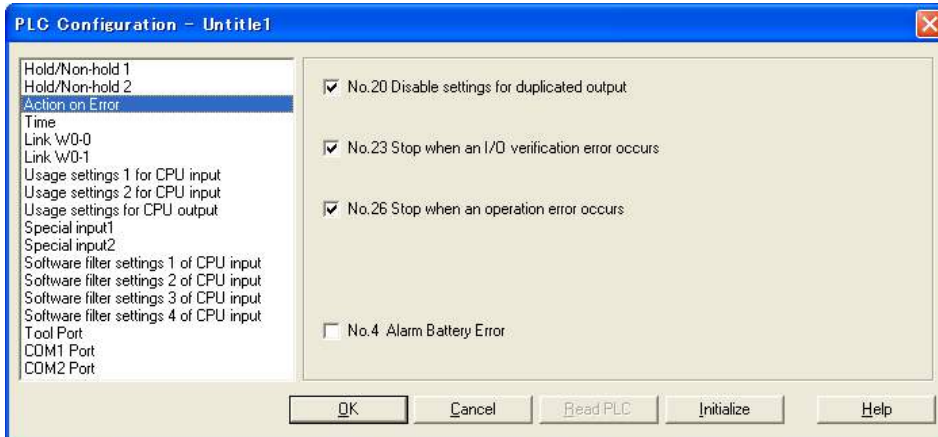 PLC Configuration - Untitle1
Hold/Non-hold 1
Hold/Non-hold 2
Action on Error
Time
Link W0-0
Link W0-1
Usage settings 1 for CPU input
Usage settings 2 for CPU input
Usage settings for CPU output
Special input1
Special input2
Software filter settings 1 of CPU input
Software filter settings 2 of CPU input
Software filter settings 3 of CPU input
Software filter settings 4 of CPU input
Tool Port
COM1 Port
COM2 Port
No.20 Disable settings for duplicated output
No.23 Stop when an I/O verification error occurs
No.26 Stop when an operation error occurs
No.4 Alarm Battery Error
OK
Cancel
Read PLC
Initialize
Help